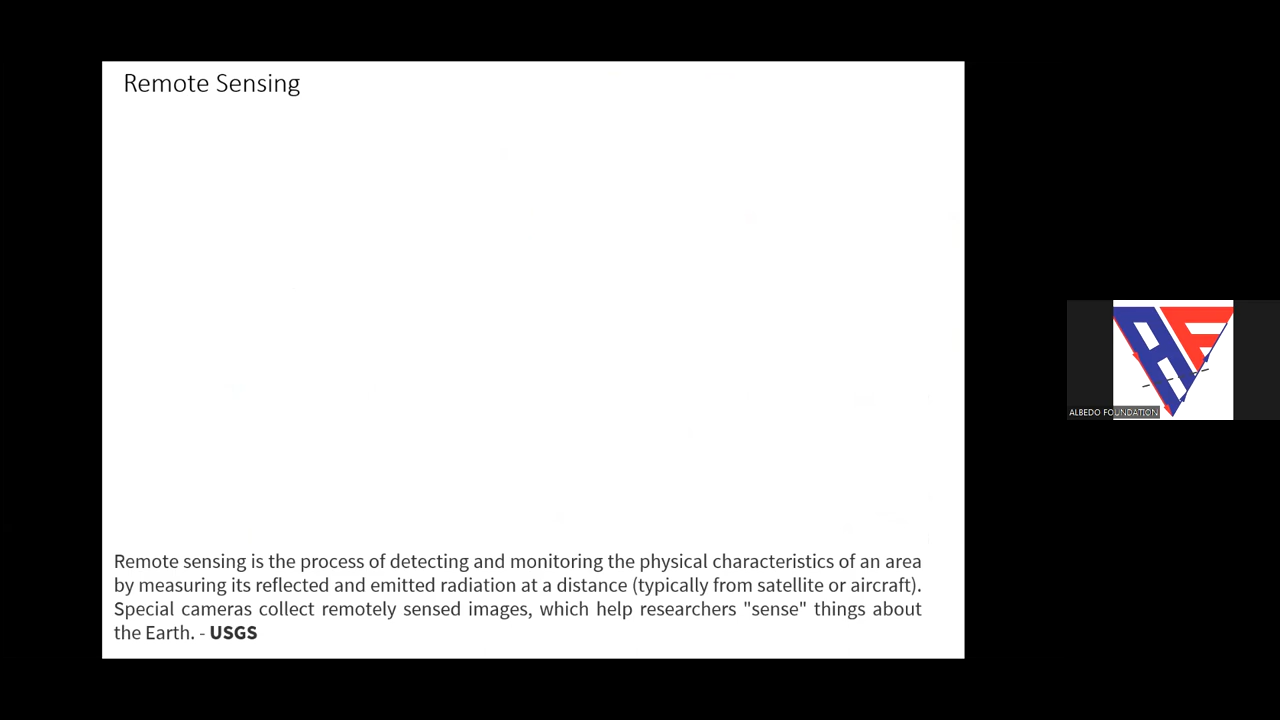 Remote Sensing
Remote sensing is the process of detecting and monitoring the physical characteristics of an area
by measuring its reflected and emitted radiation at a distance (typically from satellite or aircraft).
Special cameras collect remotely sensed images, which help researchers "sense" things about
the Earth. - USGS
AF
ALBEDO FOUNDATION